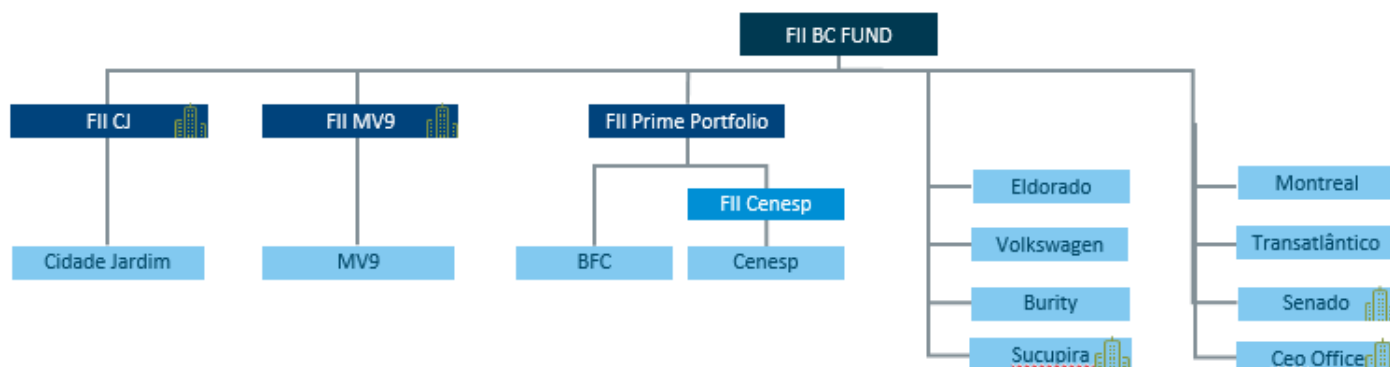 FII BC FUND
FII CJ
FII MV9
FII Prime Portfolio
Eldorado
Montreal
FII Cenesp
Volkswagen
Transatlântico
Cidade Jardim
MV9
BFC
Cenesp
Burity
Senado
Sucupira
Ceo Office